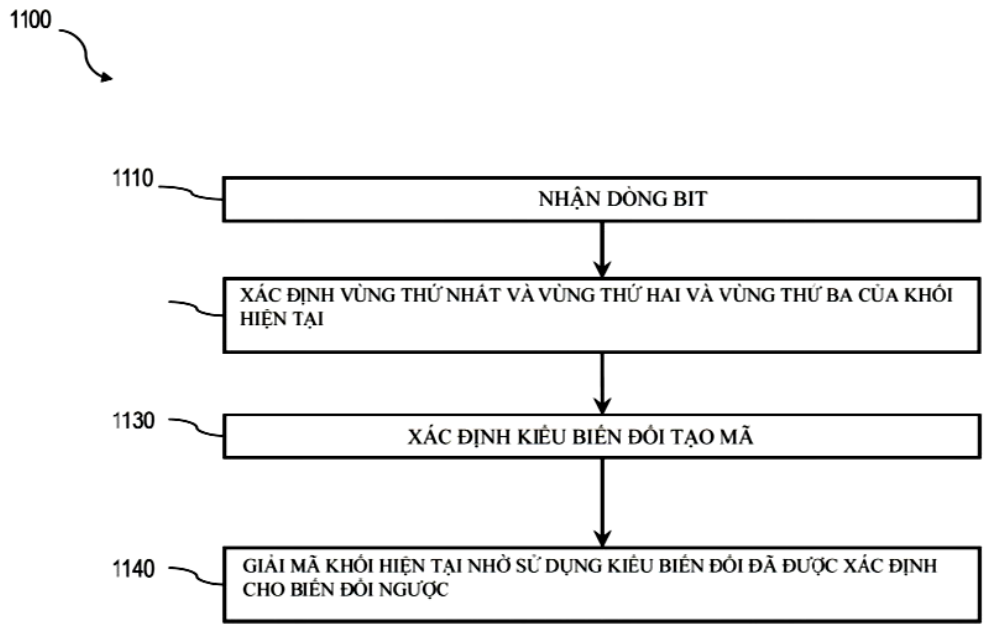 1100
1110
NHẬN DÒNG BIT
XÁC ĐỊNH VÙNG THỨ NHẤT VÀ VÙNG THỨ HAI VÀ VÙNG THỨ BA CỦA KHỐI
HIỆN TẠI
1130
XÁC ĐỊNH KIỂU BIẾN ĐỔI TẠO MÃ
1140
GIẢI MÃ KHỐI HIỆN TẠI NHỜ SỬ DỤNG KIỂU BIẾN ĐỔI ĐÃ ĐƯỢC XÁC ĐỊNH
CHO BIẾN ĐỔI NGƯỢC